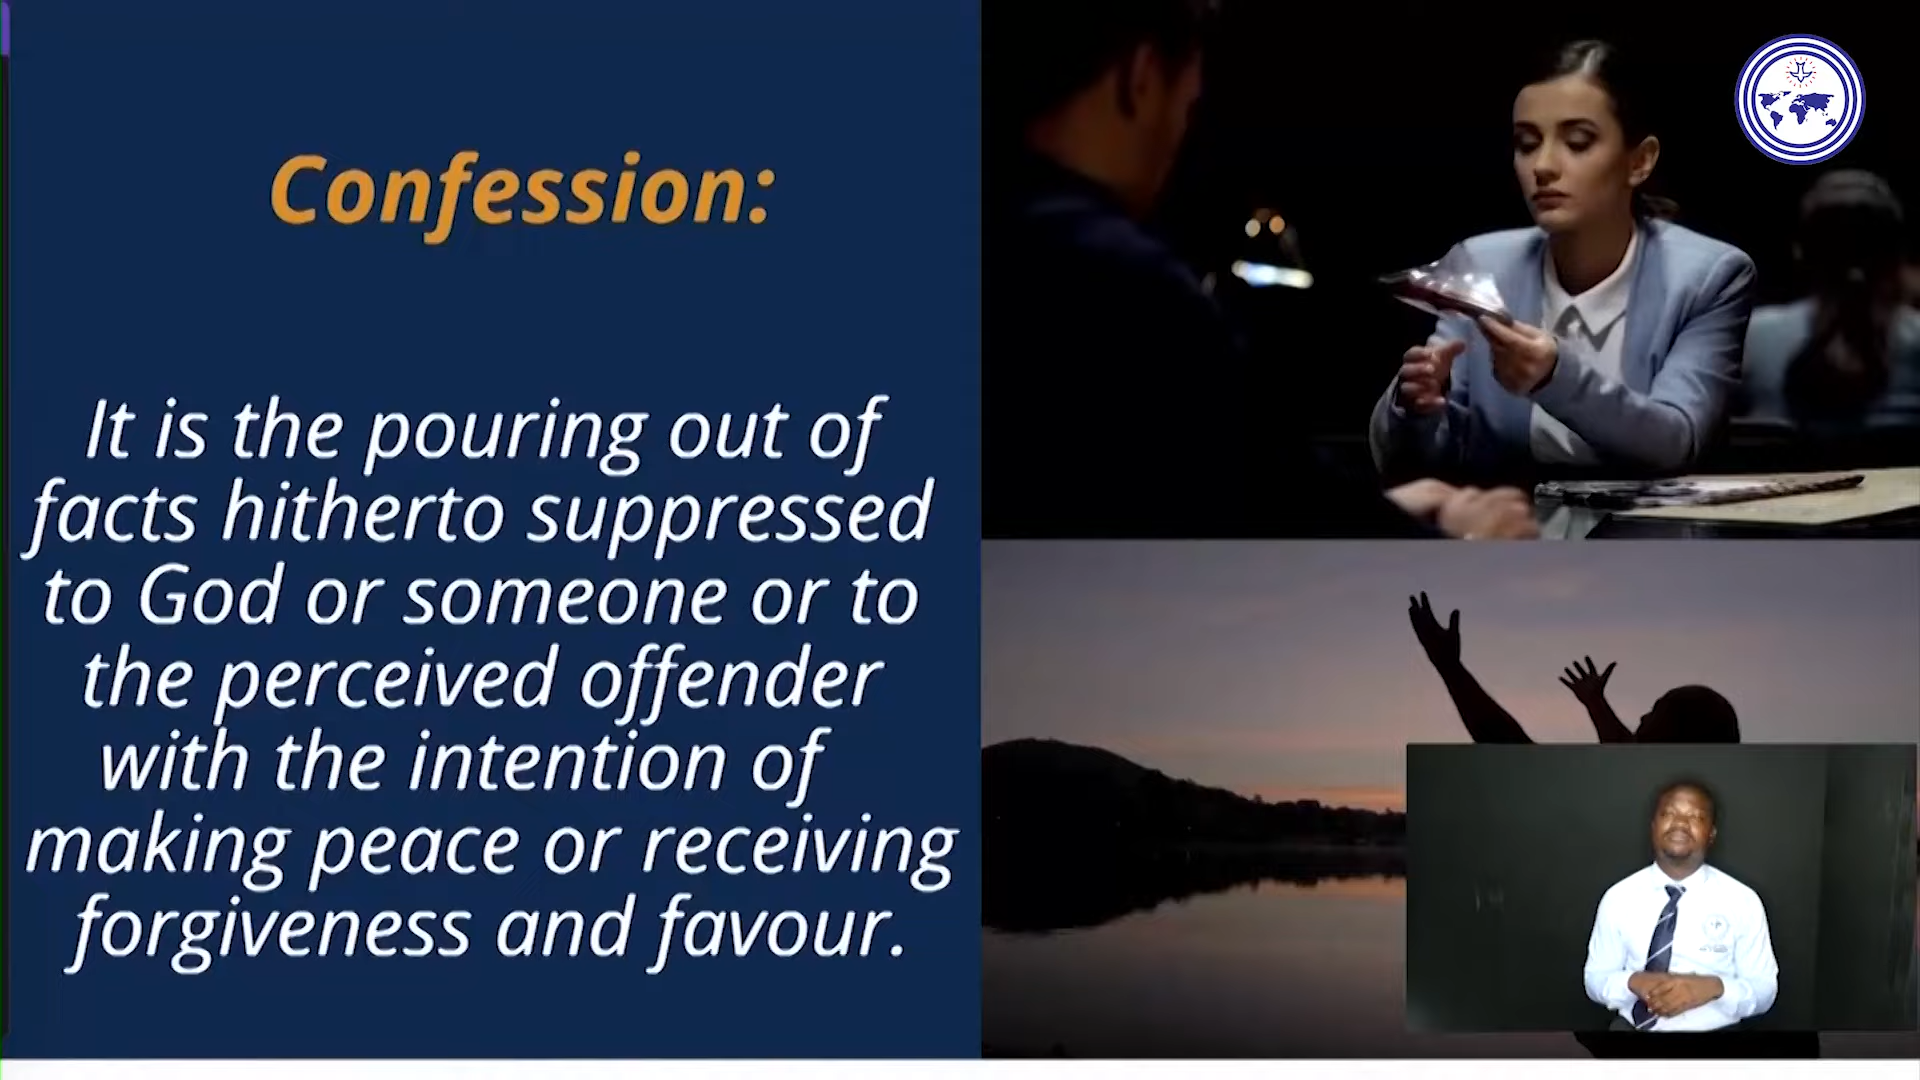 Confession:
It is the pouring out of
facts hitherto suppressed
to God or someone or to
the perceived offender
with the intention of
making peace or receiving
forgiveness and favour.